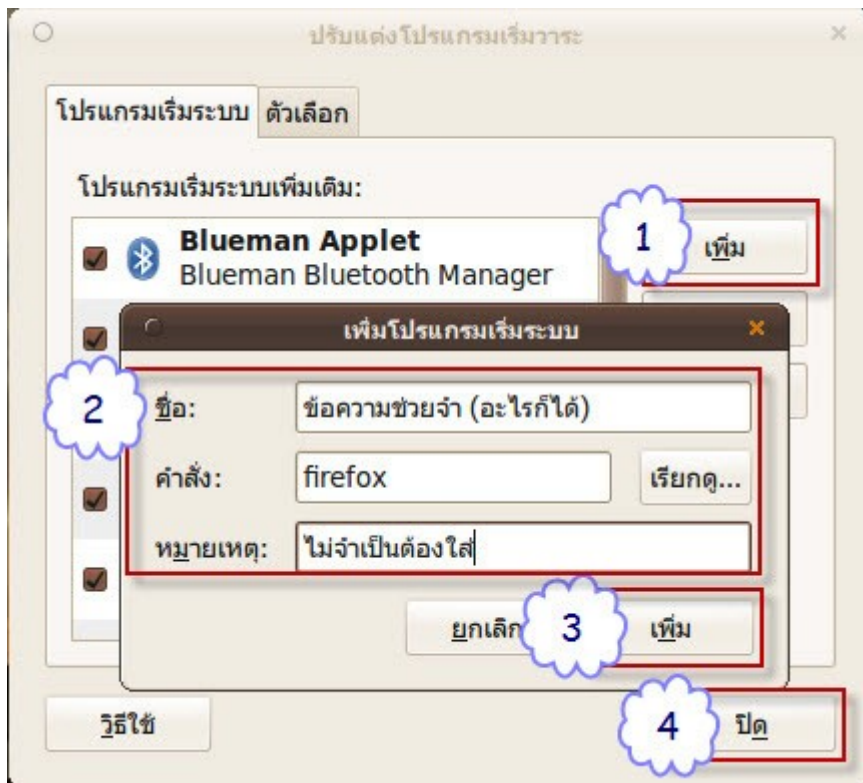 ปรับแต่งโปรแกรมเริ่มวาระ
โปรแกรมเริ่มระบบ ตัวเลือก
โปรแกรมเริ่มระบบเพิ่มเติม:
Blueman Applet
Blueman Bluetooth Manager
1 เพิ่ม
เพิ่มโปรแกรมเริ่มระบบ
2 ชื่อ: ข้อความช่วยจำ (อะไรก็ได้)
คำสั่ง: firefox เรียกดู...
หมายเหตุ: ไม่จำเป็นต้องใส่
ยกเลิก 3 เพิ่ม
วิธีใช้ 4 ปิด